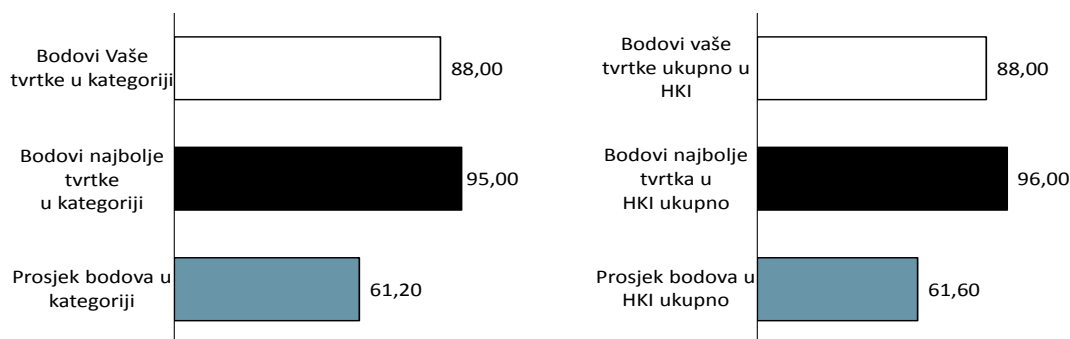 Bodovi Vaše
tvrtke u kategoriji
88,00
Bodovi najbolje
tvrtke
u kategoriji
95,00
Prosjek bodova u
kategoriji
61,20
Bodovi vaše
tvrtke ukupno u
HKI
88,00
Bodovi najbolje
tvrtka u
HKI ukupno
96,00
Prosjek bodova u
HKI ukupno
61,60